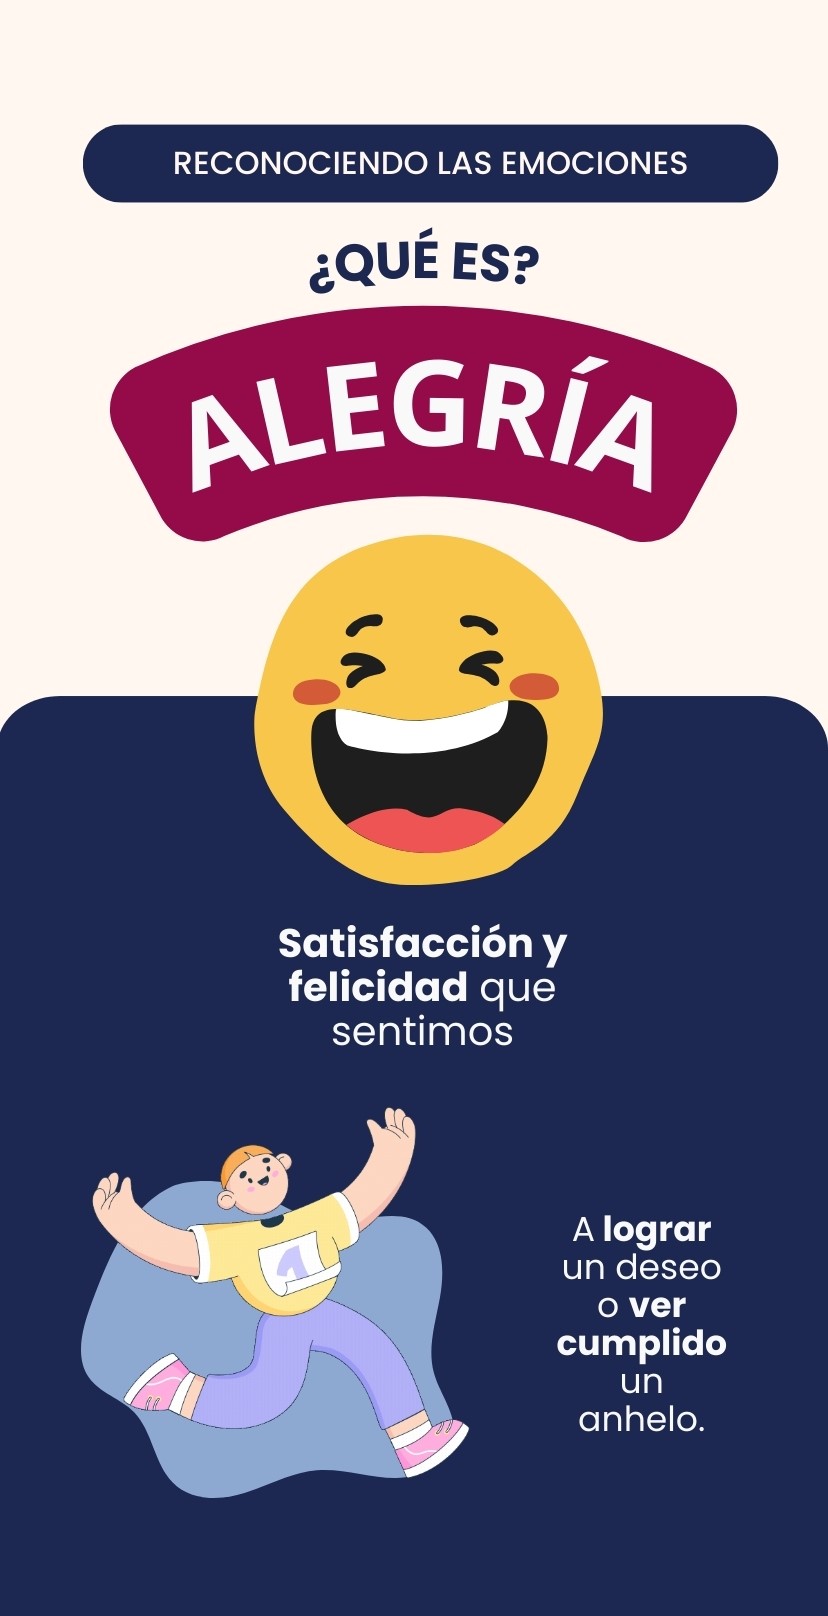 RECONOCIENDO LAS EMOCIONES
¿QUÉ ES?
ALEGRÍA
Satisfacción y
felicidad que
sentimos
1
A lograr
un deseo
o ver
cumplido
un
anhelo.